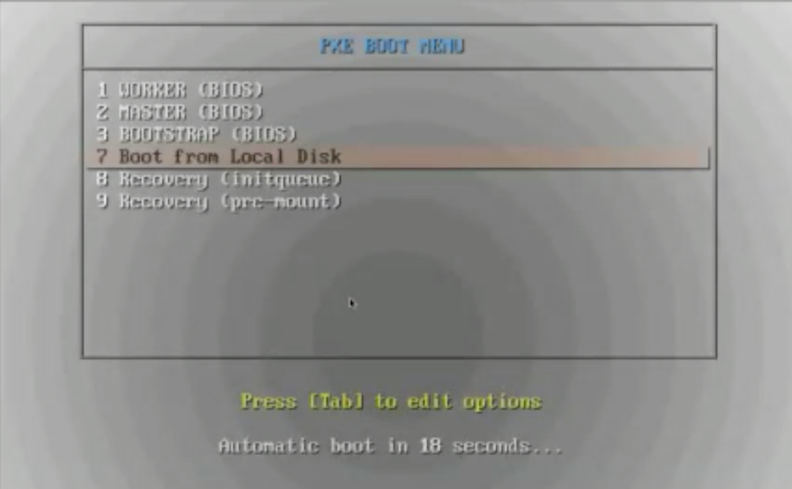 PXE BOOT MENU
1 WORKER (BIOS)
2 MASTER (BIOS)
3 BOOTSTRAP (BIOS)
7 Boot from Local Disk
8 Recovery (initqueue)
9 Recovery (pre-mount)
Press [Tab] to edit options
Automatic boot in 18 seconds...